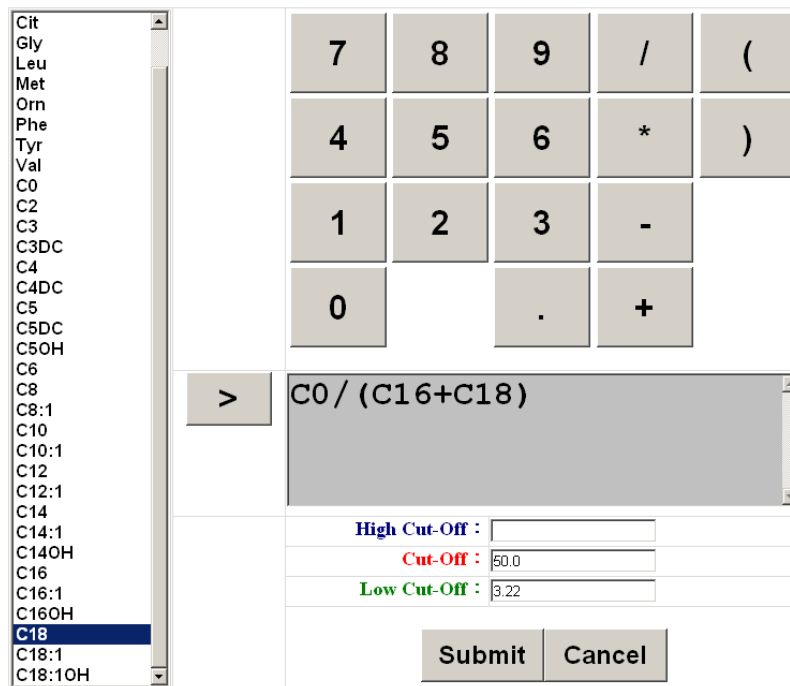 Cit
Gly
Leu
Met
Orn
Phe
Tyr
Val
C0
C2
C3
C3DC
C4
C4DC
C5
C5DC
C5OH
C6
C8
C8:1
C10
C10:1
C12
C12:1
C14
C14:1
C14OH
C16
C16:1
C16OH
C18
C18:1
C18:1OH
7 8 9 / (
4 5 6 * )
1 2 3 -
0 . +
>
C0/(C16+C18)
High Cut-Off :
Cut-Off : 50.0
Low Cut-Off : 3.22
Submit Cancel